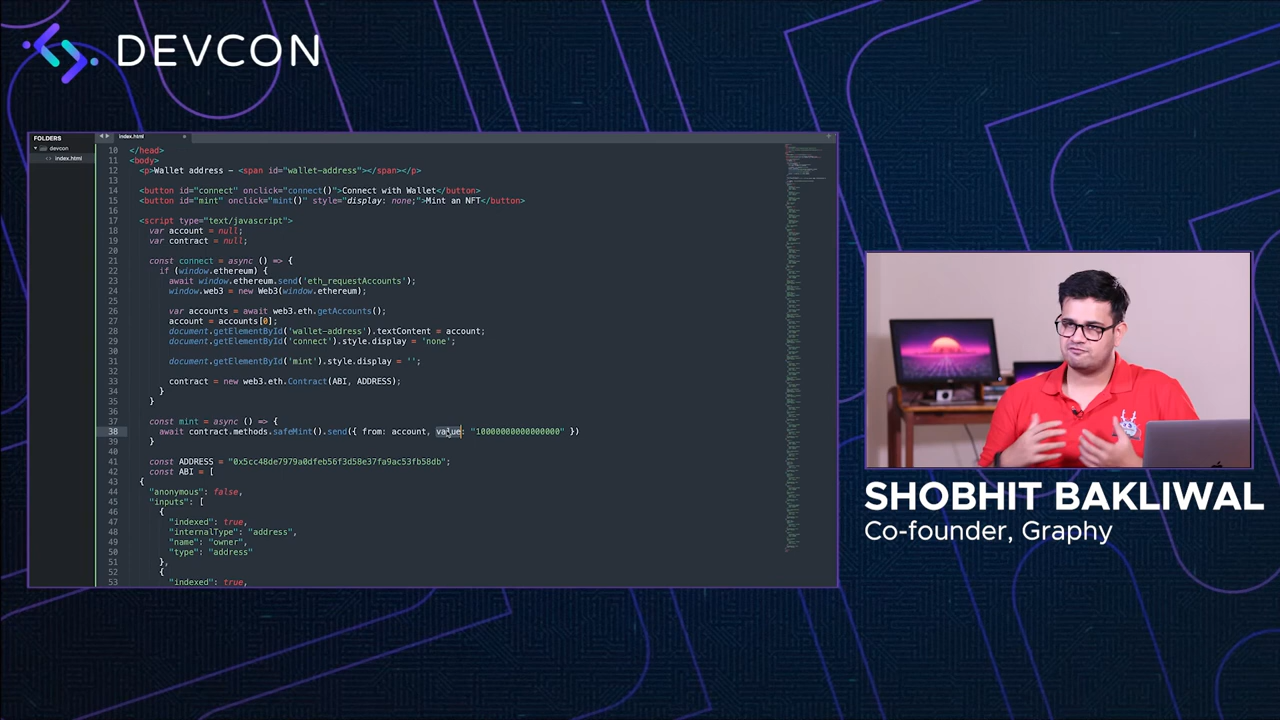 DEVCON
FOLDERS
devcon
index.html
index.html
10 </head>
11 <body>
12 <p>Wallet address - <span id="wallet-address"></span></p>
13
14 <button id="connect" onclick="connect()">Connect with Wallet</button>
15 <button id="mint" onclick="mint()" style="display: none;">Mint an NFT</button>
16
17 <script type="text/javascript">
18 var account = null;
19 var contract = null;
20
21 const connect = async () => {
22 if (window.ethereum) {
23 await window.ethereum.send('eth_requestAccounts');
24 window.web3 = new Web3(window.ethereum);
25
26 var accounts = await web3.eth.getAccounts();
27 account = accounts[0];
28 document.getElementById('wallet-address').textContent = account;
29 document.getElementById('connect').style.display = 'none';
30
31 document.getElementById('mint').style.display = '';
32
33 contract = new web3.eth.Contract(ABI, ADDRESS);
34 }
35 }
36
37 const mint = async () => {
38 await contract.methods.safeMint().send({ from: account, value: "10000000000000000" })
39 }
40
41 const ADDRESS =
42 const ABI = [
43 {
44 "anonymous": false,
45 "inputs": [
46 {
47 "indexed": true,
48 "internalType": "address",
49 "name": "owner",
50 "type": "address"
51 },
52 {
53 "indexed": true,
SHOBHIT BAKLIWAL
Co-founder, Graphy